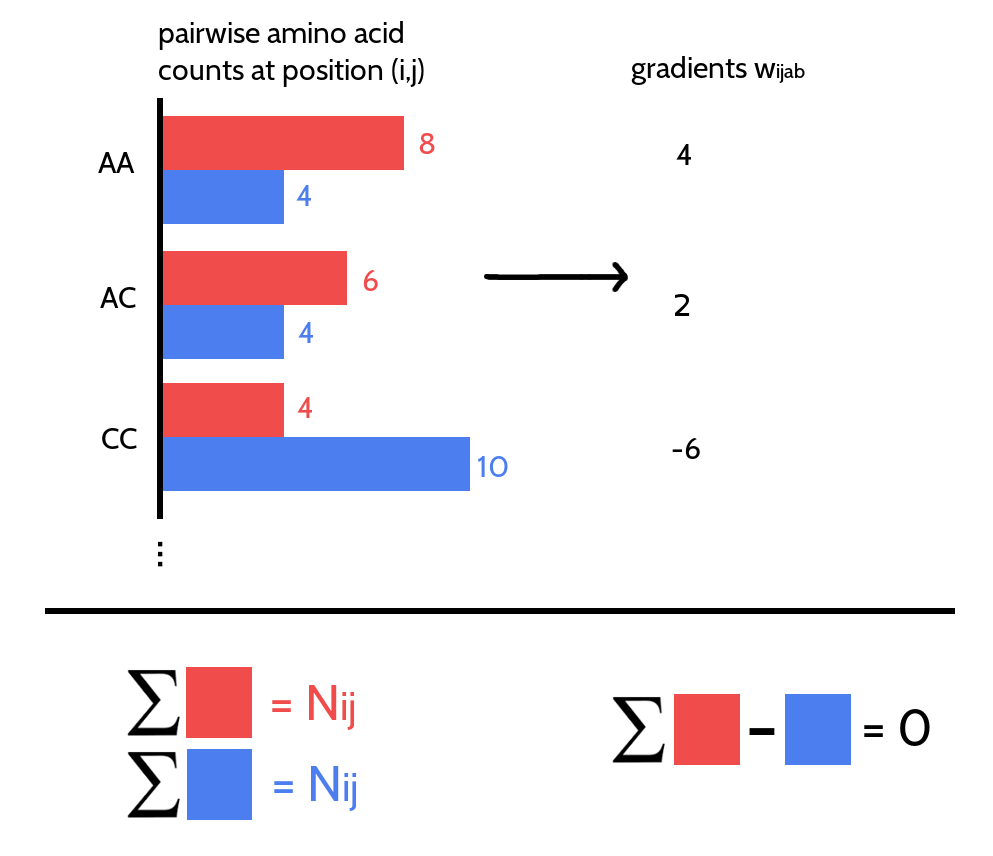 pairwise amino acid
counts at position (i,j)
gradients wijab
AA
8
4
4
AC
6
4
2
CC
4
10
-6
⋮
∑ = Nij
∑ = Nij
∑ - = 0